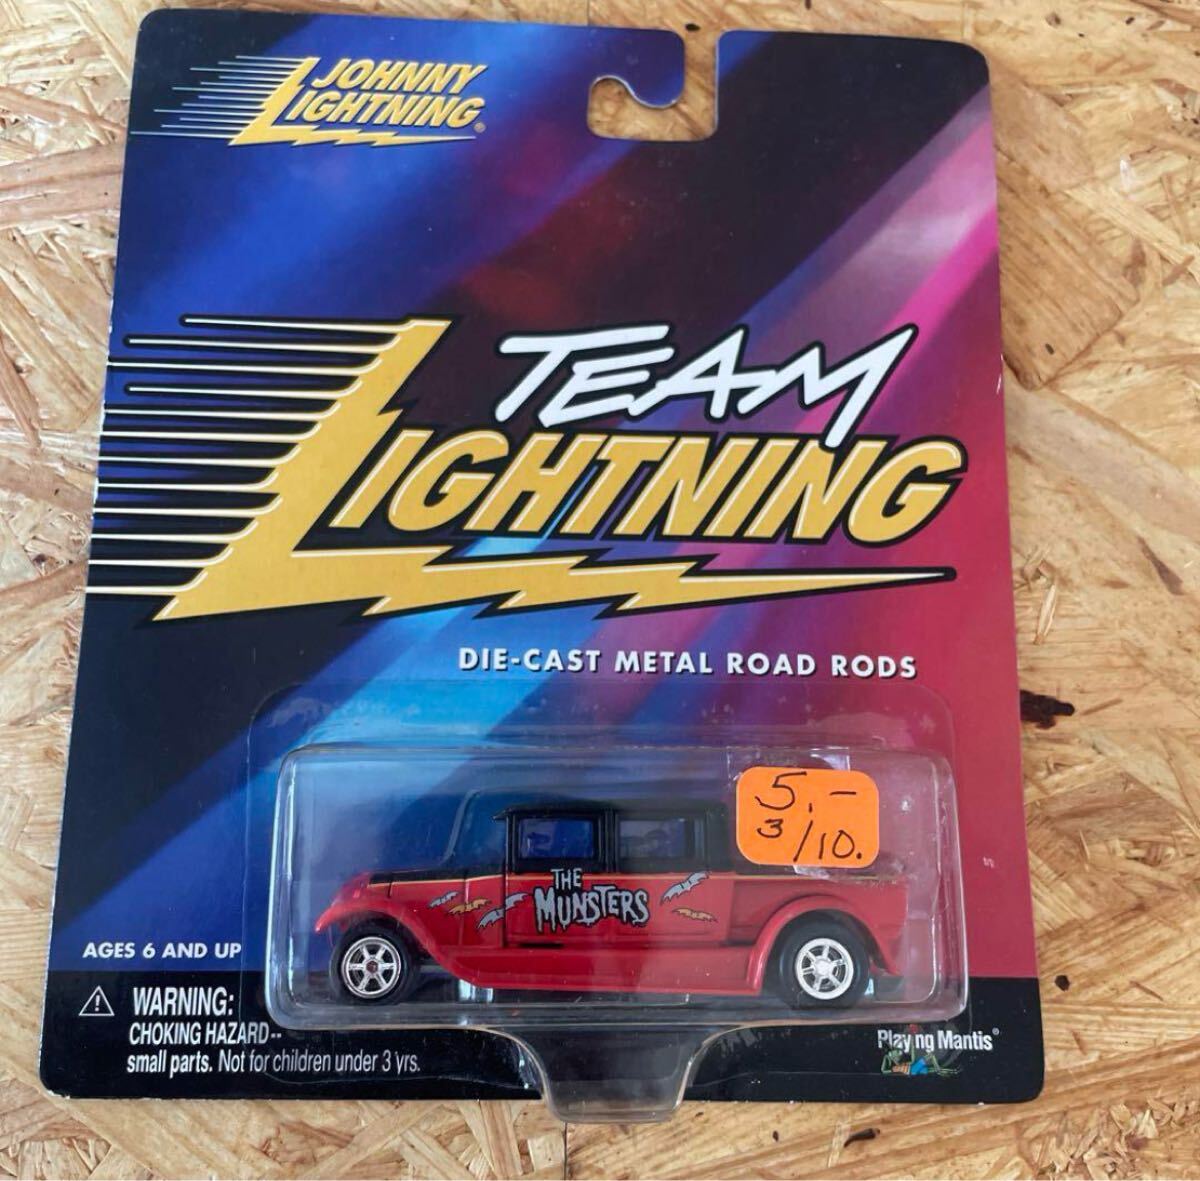 JOHNNY
LIGHTNING®
TEAM
LIGHTNING
DIE-CAST METAL ROAD RODS
5.-
3/10.
THE
MUNSTERS
AGES 6 AND UP
WARNING:
CHOKING HAZARD--
small parts. Not for children under 3 yrs.
Playing Mantis®